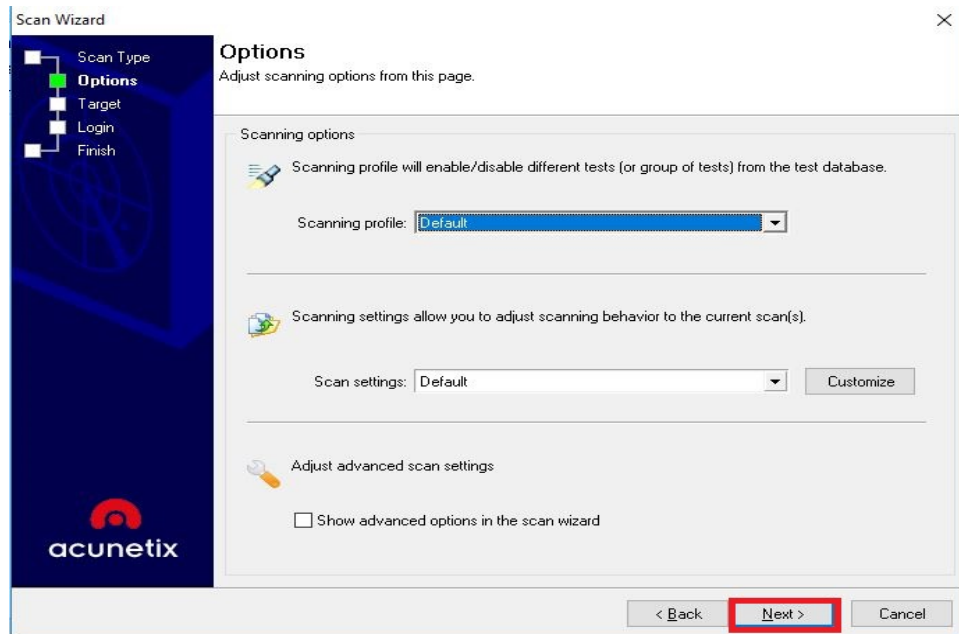 Scan Wizard
Scan Type
Options
Target
Login
Finish
Options
Adjust scanning options from this page.
Scanning options
Scanning profile will enable/disable different tests (or group of tests) from the test database.
Scanning profile: Default
Scanning settings allow you to adjust scanning behavior to the current scan(s).
Scan settings: Default Customize
Adjust advanced scan settings
Show advanced options in the scan wizard
acunetix
< Back Next > Cancel